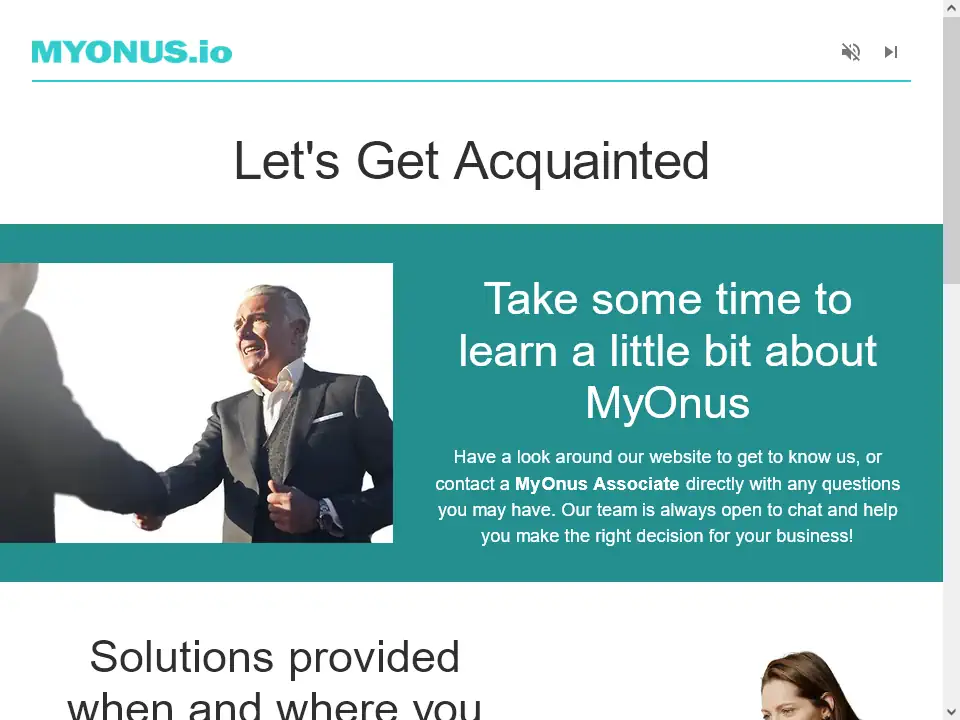 MYONUS.io
Let's Get Acquainted
Take some time to
learn a little bit about
MyOnus
Have a look around our website to get to know us, or
contact a MyOnus Associate directly with any questions
you may have. Our team is always open to chat and help
you make the right decision for your business!
Solutions provided
when and where you